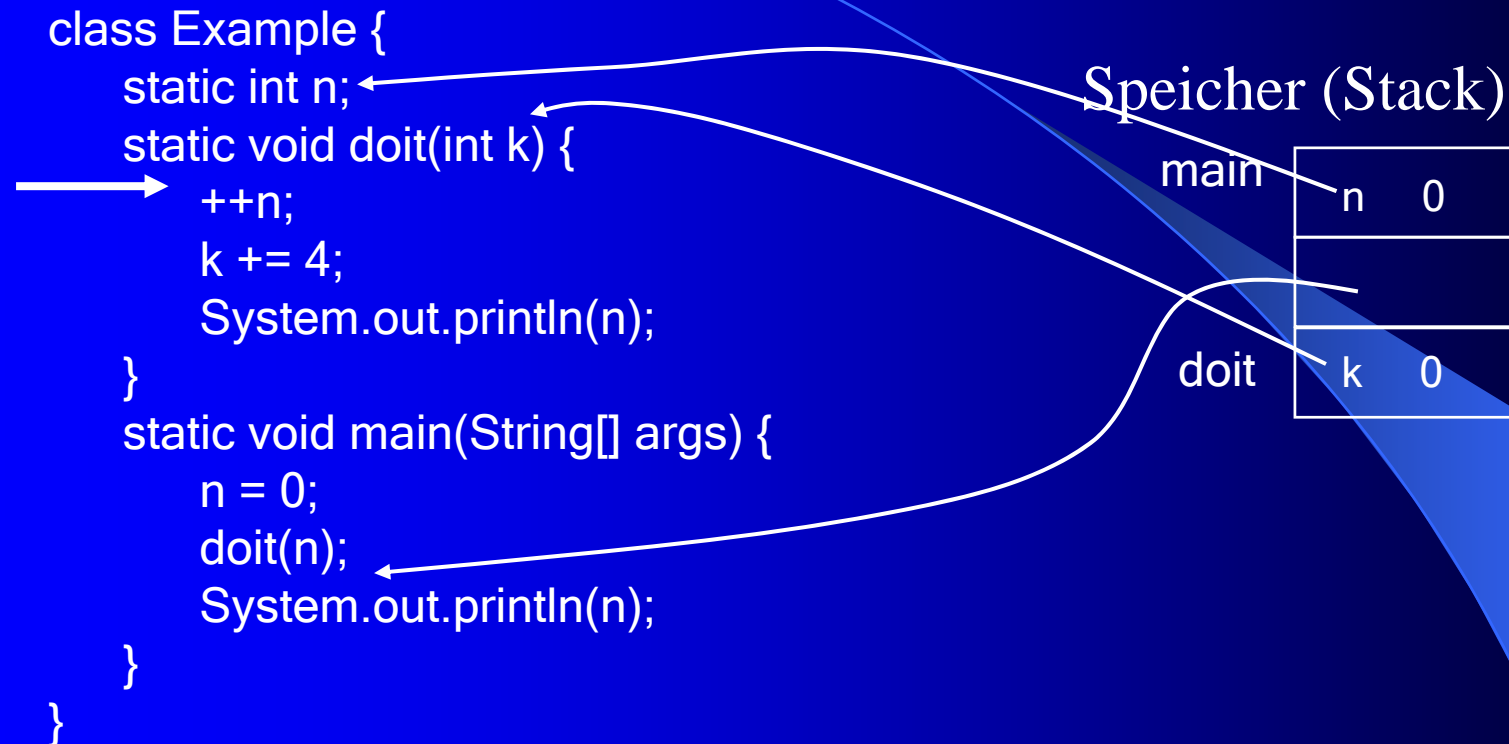 class Example {
static int n;
static void doit(int k) {
++n;
k += 4;
System.out.println(n);
}
static void main(String[] args) {
n = 0;
doit(n);
System.out.println(n);
}
}
Speicher (Stack)
main
n 0
doit
k 0